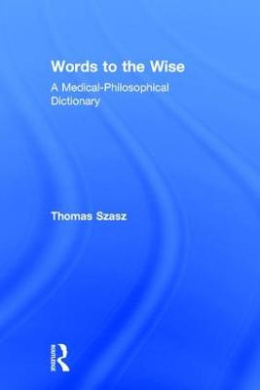 Words to the Wise
A Medical-Philosophical
Dictionary
Thomas Szasz
ROUTLEDGE